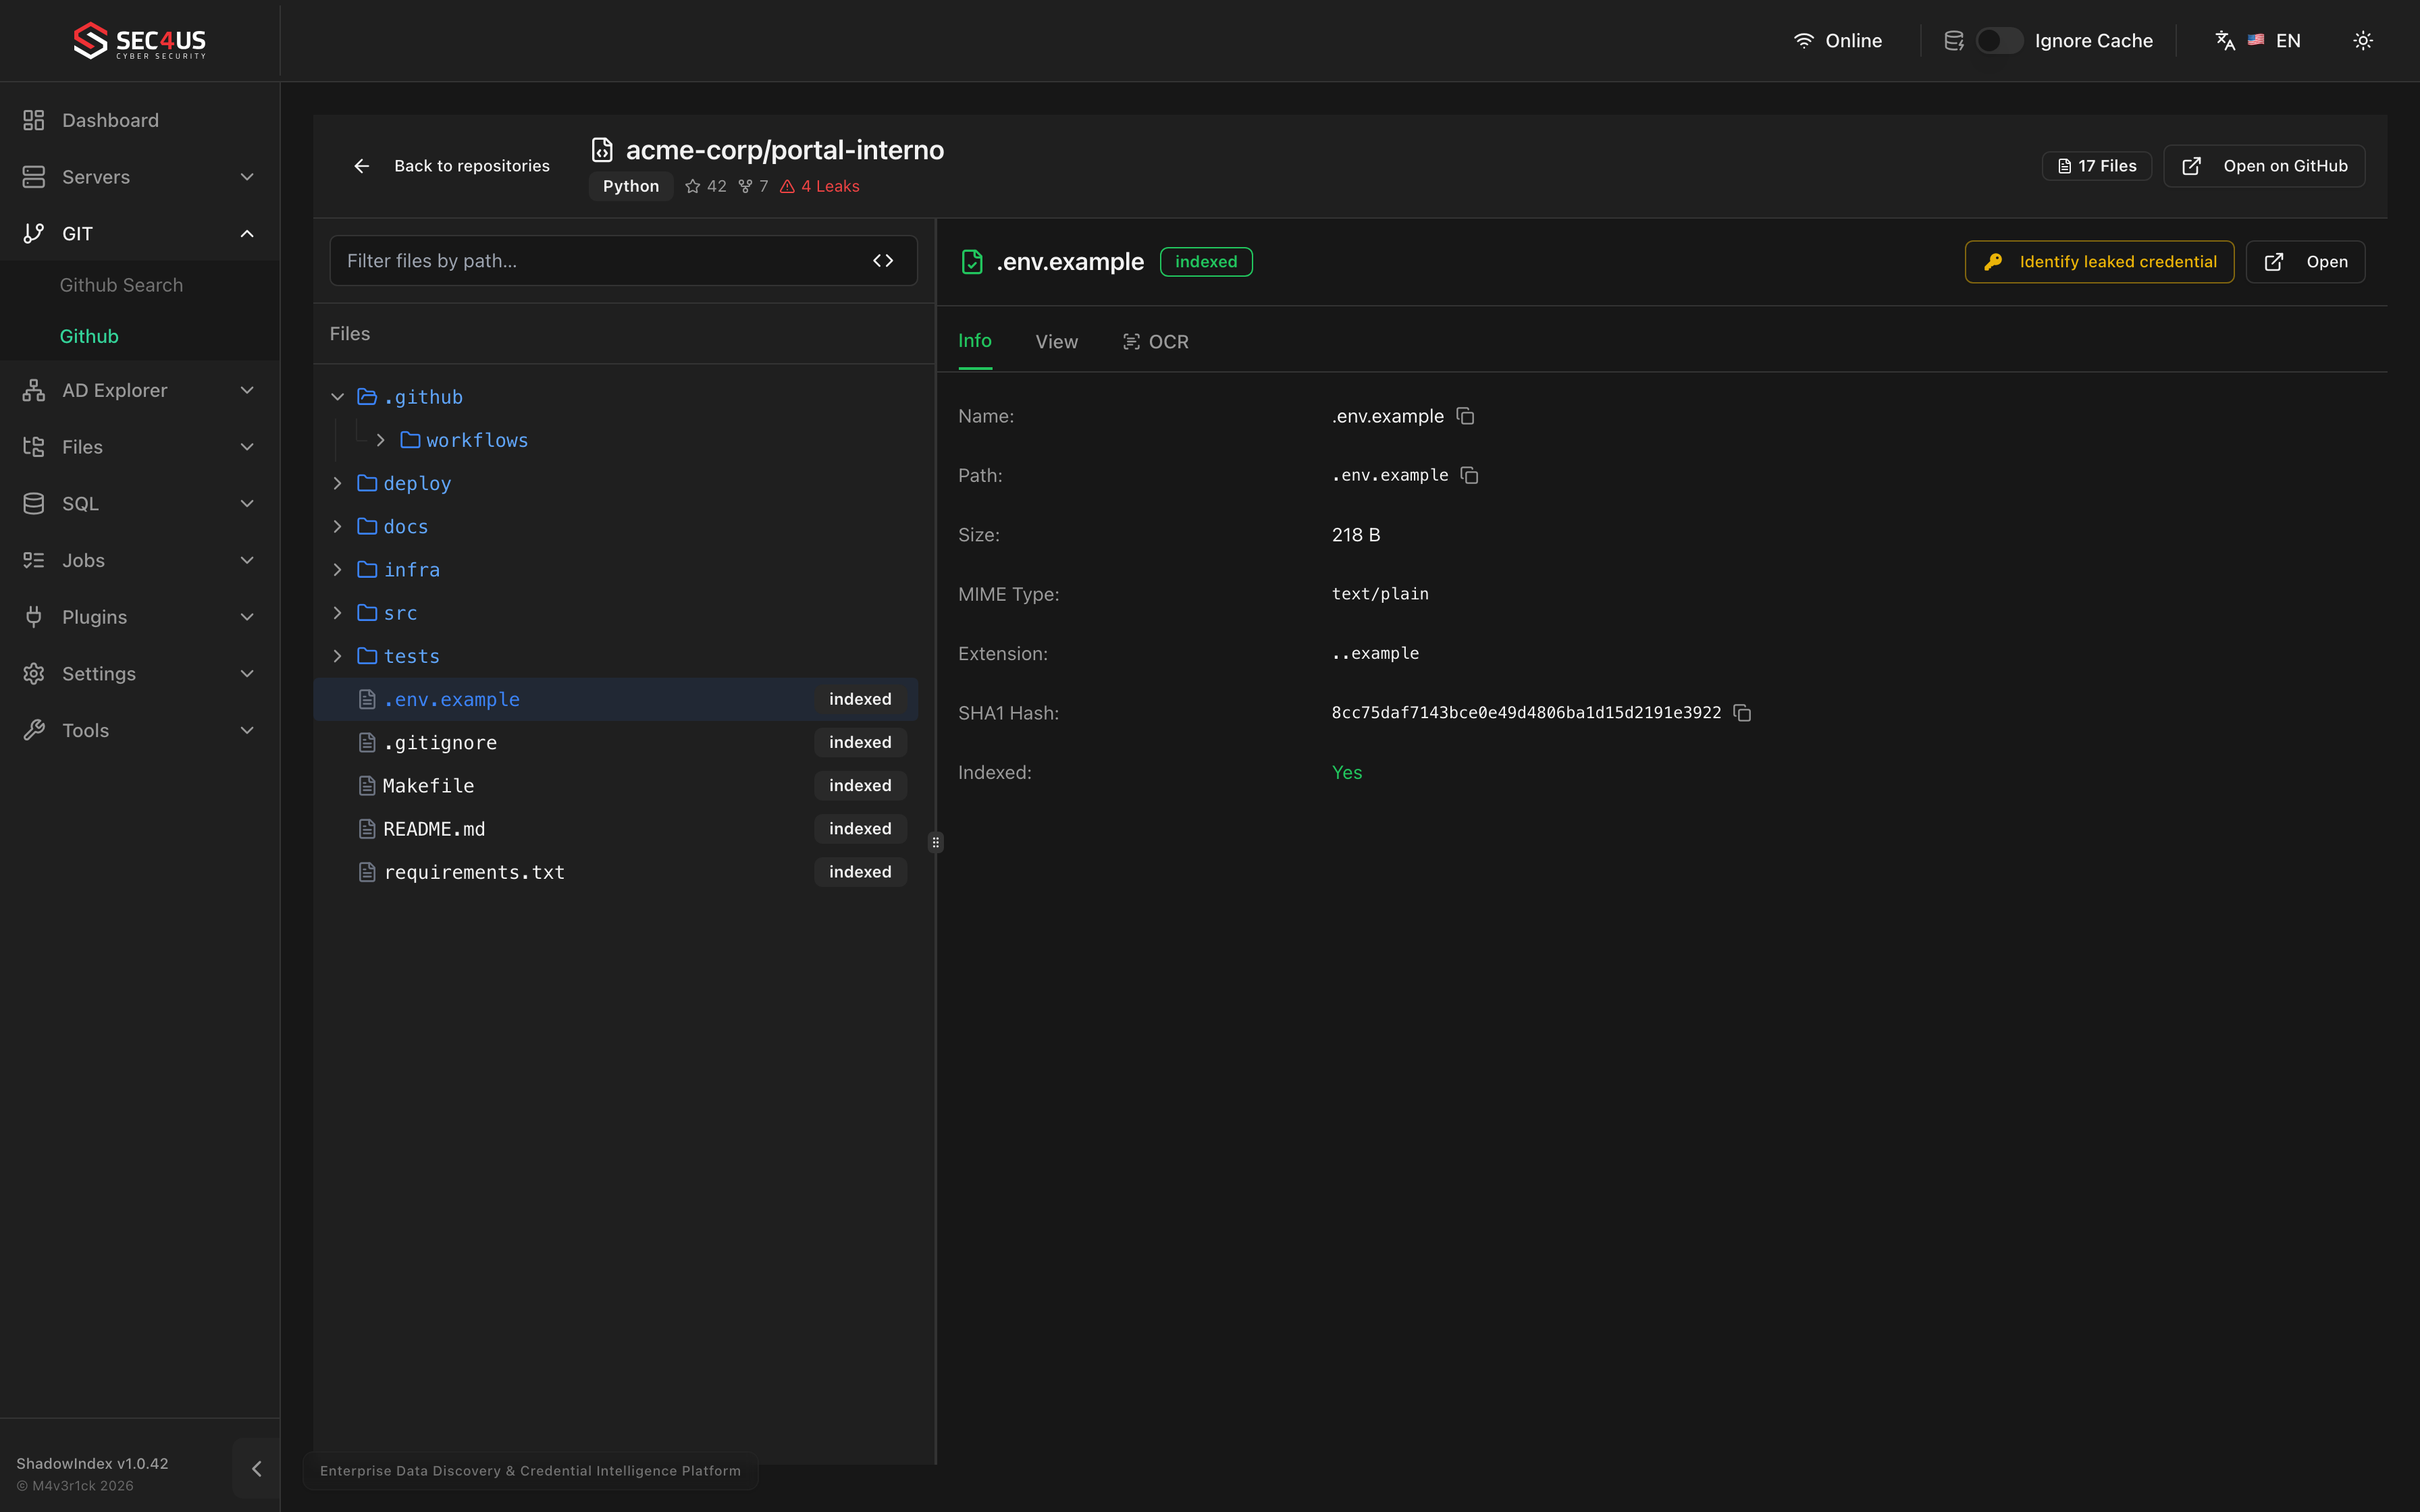 SEC4US
CYBER SECURITY
Online
Ignore Cache
EN
Dashboard
Servers
GIT
Github Search
Github
AD Explorer
Files
SQL
Jobs
Plugins
Settings
Tools
ShadowIndex v1.0.42
© M4v3r1ck 2026
Back to repositories
acme-corp/portal-interno
Python 42 7 4 Leaks
17 Files
Open on GitHub
Filter files by path...
Files
.github
workflows
deploy
docs
infra
src
tests
.env.example indexed
.gitignore indexed
Makefile indexed
README.md indexed
requirements.txt indexed
.env.example indexed
Identify leaked credential
Open
Info View OCR
Name: .env.example
Path: .env.example
Size: 218 B
MIME Type: text/plain
Extension: ..example
SHA1 Hash: 8cc75daf7143bce0e49d4806ba1d15d2191e3922
Indexed: Yes
Enterprise Data Discovery & Credential Intelligence Platform